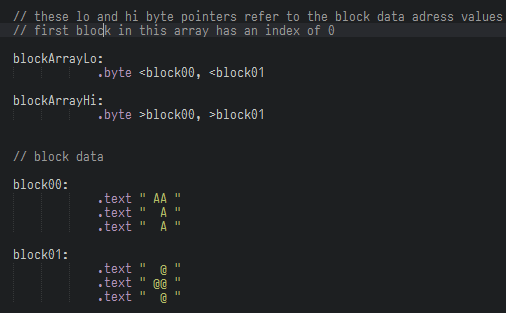 // these lo and hi byte pointers refer to the block data adress values
// first block in this array has an index of 0
blockArrayLo:
.byte <block00, <block01
blockArrayHi:
.byte >block00, >block01
// block data
block00:
.text " AA "
.text "  A "
.text "  A "
block01:
.text "  @ "
.text " @@ "
.text "  @ "